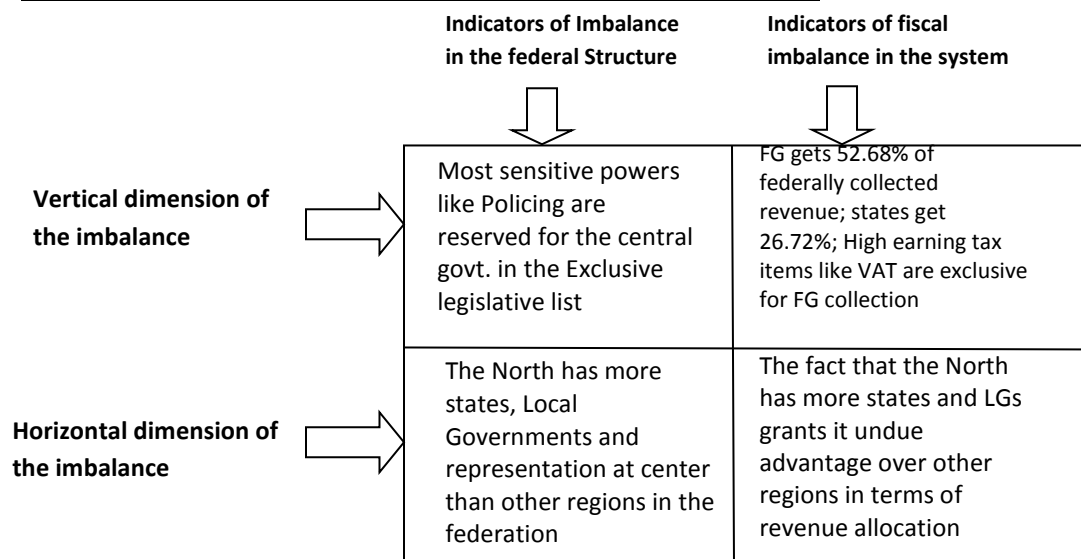 Indicators of Imbalance
in the federal Structure
Indicators of fiscal
imbalance in the system
Vertical dimension of
the imbalance
Most sensitive powers
like Policing are
reserved for the central
govt. in the Exclusive
legislative list
FG gets 52.68% of
federally collected
revenue; states get
26.72%; High earning tax
items like VAT are exclusive
for FG collection
Horizontal dimension of
the imbalance
The North has more
states, Local
Governments and
representation at center
than other regions in the
federation
The fact that the North
has more states and LGs
grants it undue
advantage over other
regions in terms of
revenue allocation